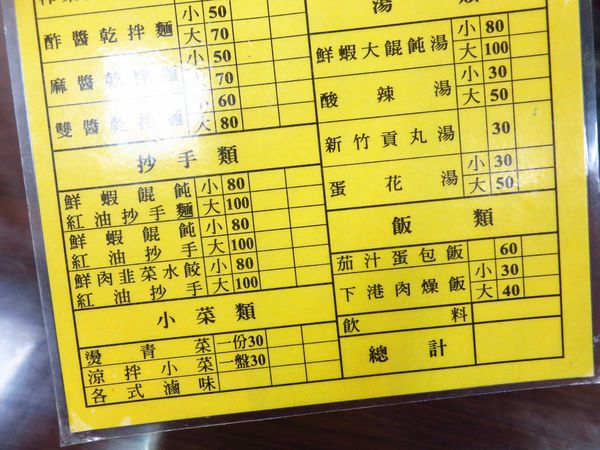 小 50
酢醬乾拌麵 大 70
小 50
麻醬乾拌麵 大 70
雙醬乾拌麵 小 60
大 80
抄手類
鮮蝦餛飩 小 80
紅油抄手麵 大 100
鮮蝦餛飩 小 80
紅油抄手 大 100
鮮肉韭菜水餃 小 80
紅油抄手 大 100
小菜類
燙青菜 一份30
涼拌小菜 一盤30
各式滷味
湯類
鮮蝦大餛飩湯 小 80
大 100
酸辣湯 小 30
大 50
新竹貢丸湯 30
蛋花湯 小 30
大 50
飯類
茄汁蛋包飯 60
下港肉燥飯 小 30
大 40
飲料
總計